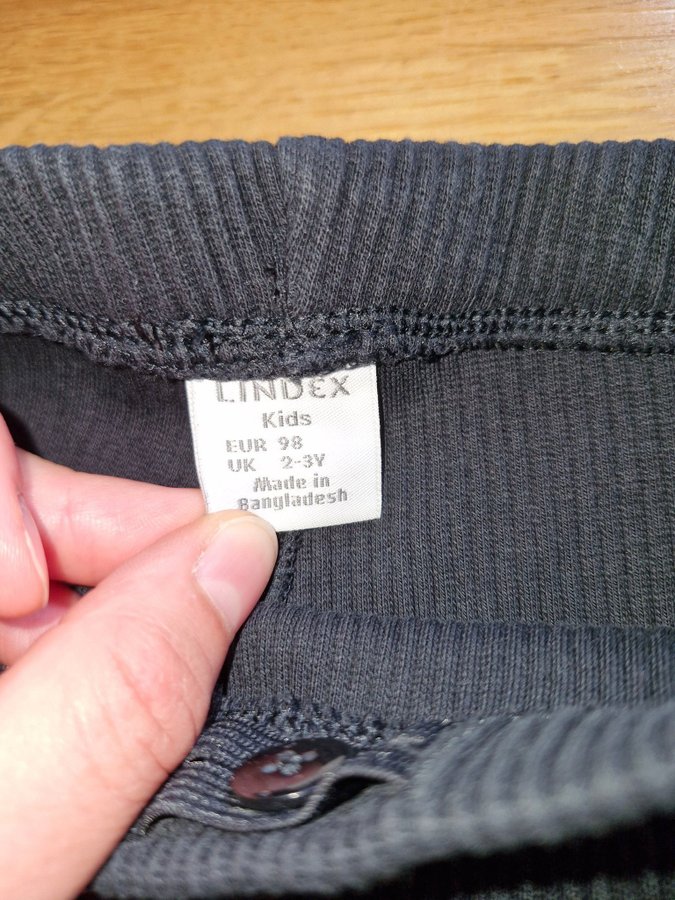 LINDEX
Kids
EUR 98
UK 2-3Y
Made in
Bangladesh